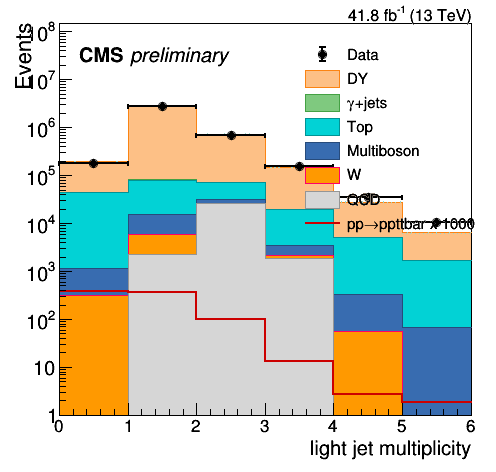 41.8 fb⁻¹ (13 TeV)
Events
CMS preliminary
Data
DY
γ+jets
Top
Multiboson
W
QCD
pp→ppttbar x 1000
10⁸
10⁷
10⁶
10⁵
10⁴
10³
10²
10
1
0 1 2 3 4 5 6
light jet multiplicity